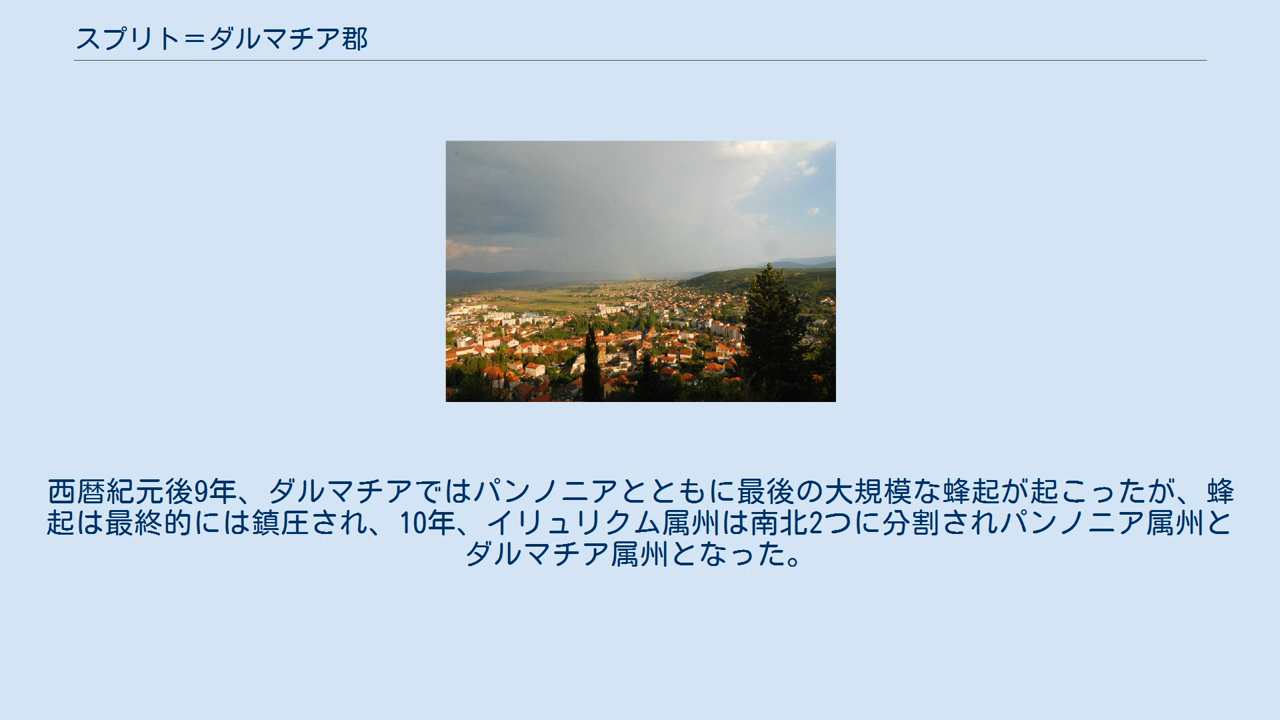 スプリト＝ダルマチア郡
西暦紀元後9年、ダルマチアではパンノニアとともに最後の大規模な蜂起が起こったが、蜂
起は最終的には鎮圧され、10年、イリュリクム属州は南北2つに分割されパンノニア属州と
ダルマチア属州となった。